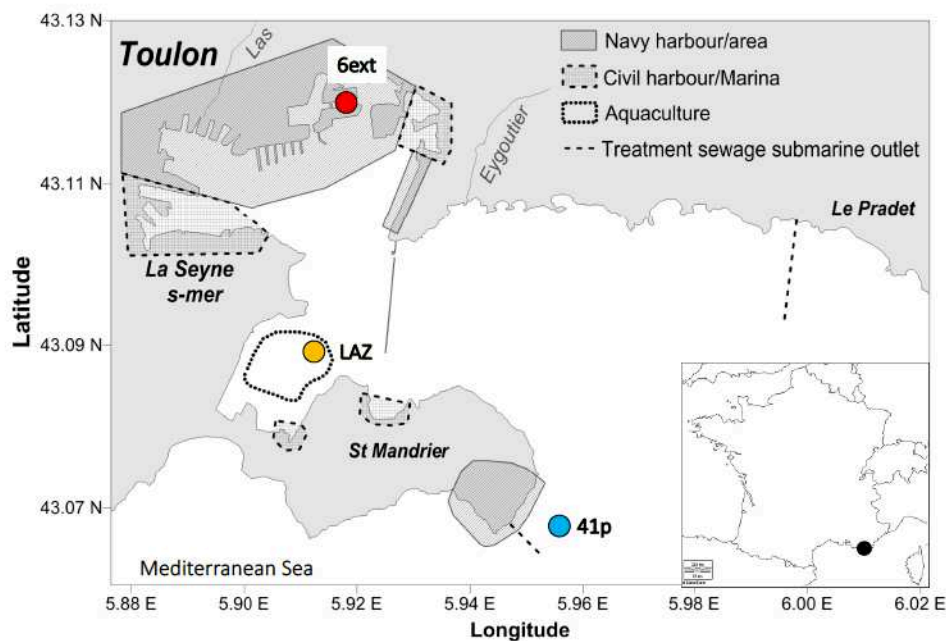 43.13 N
43.11 N
43.09 N
43.07 N
Latitude
Toulon
Las
6ext
Navy harbour/area
Civil harbour/Marina
Aquaculture
Treatment sewage submarine outlet
Eygoutier
Le Pradet
La Seyne
s-mer
LAZ
St Mandrier
41p
Mediterranean Sea
5.88 E
5.90 E
5.92 E
5.94 E
5.96 E
5.98 E
6.00 E
6.02 E
Longitude